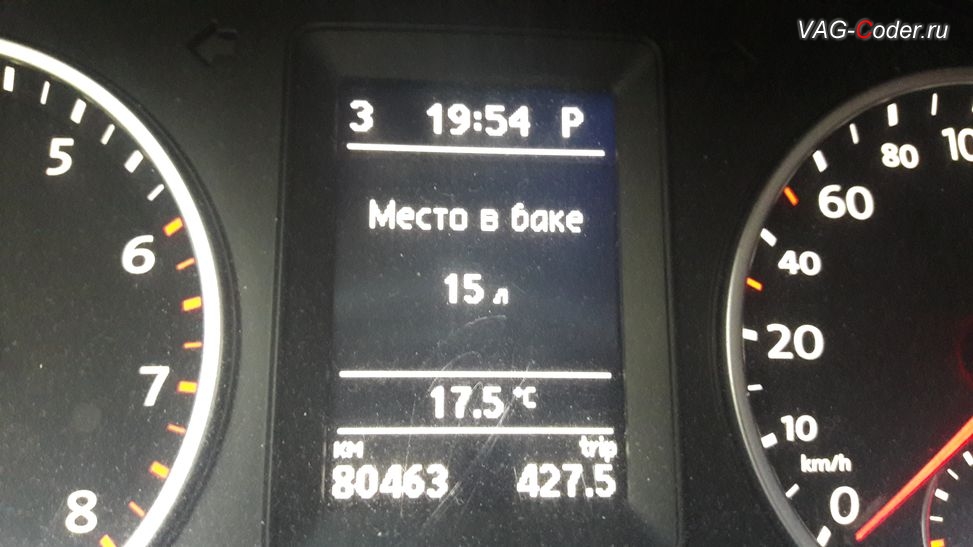 VAG-Coder.ru
3 19:54 P
Место в баке
15 л
17.5 °C
км trip
80463 427.5
5
6
7
8
0
10
20
40
60
80
km/h